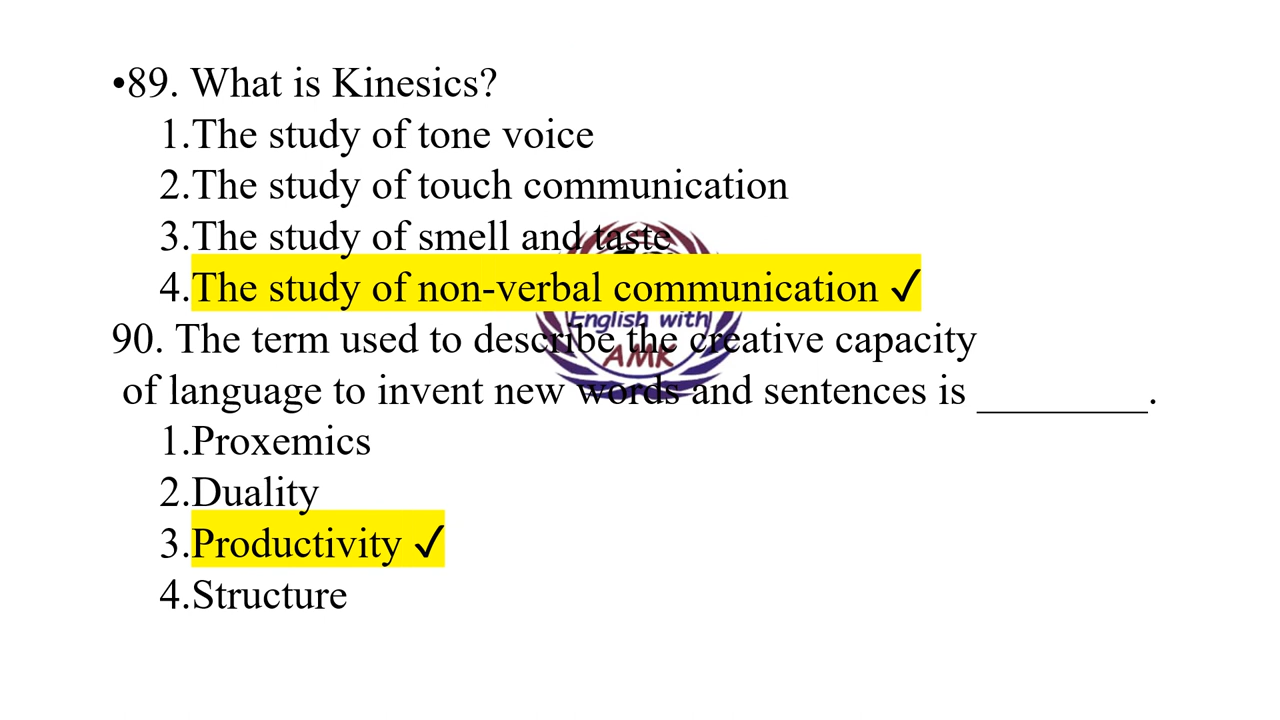 •89. What is Kinesics?
1.The study of tone voice
2.The study of touch communication
3.The study of smell and taste
4.The study of non-verbal communication ✓
English with
90. The term used to describe the creative capacity
AMK
of language to invent new words and sentences is ________.
1.Proxemics
2.Duality
3.Productivity ✓
4.Structure